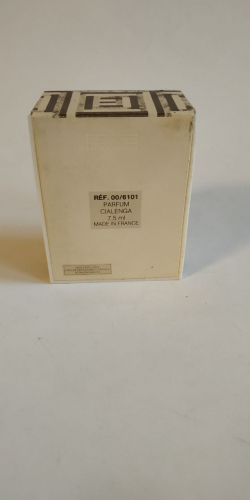 RÉF. 00/6101
PARFUM
CIALENGA
7.5 ml
MADE IN FRANCE